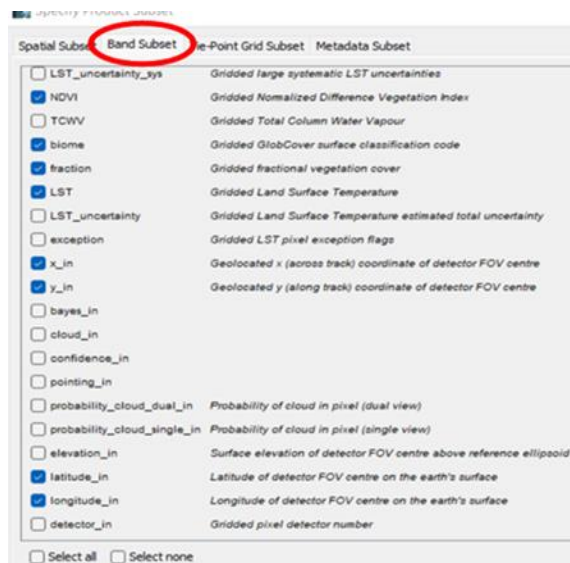 Specify Product Subset
Spatial Subset Band Subset Tie-Point Grid Subset Metadata Subset
LST_uncertainty_sys Gridded large systematic LST uncertainties
NDVI Gridded Normalized Difference Vegetation Index
TCWV Gridded Total Column Water Vapour
biome Gridded GlobCover surface classification code
fraction Gridded fractional vegetation cover
LST Gridded Land Surface Temperature
LST_uncertainty Gridded Land Surface Temperature estimated total uncertainty
exception Gridded LST pixel exception flags
x_in Geolocated x (across track) coordinate of detector FOV centre
y_in Geolocated y (along track) coordinate of detector FOV centre
bayes_in
cloud_in
confidence_in
pointing_in
probability_cloud_dual_in Probability of cloud in pixel (dual view)
probability_cloud_single_in Probability of cloud in pixel (single view)
elevation_in Surface elevation of detector FOV centre above reference ellipsoid
latitude_in Latitude of detector FOV centre on the earth's surface
longitude_in Longitude of detector FOV centre on the earth's surface
detector_in Gridded pixel detector number
Select all Select none